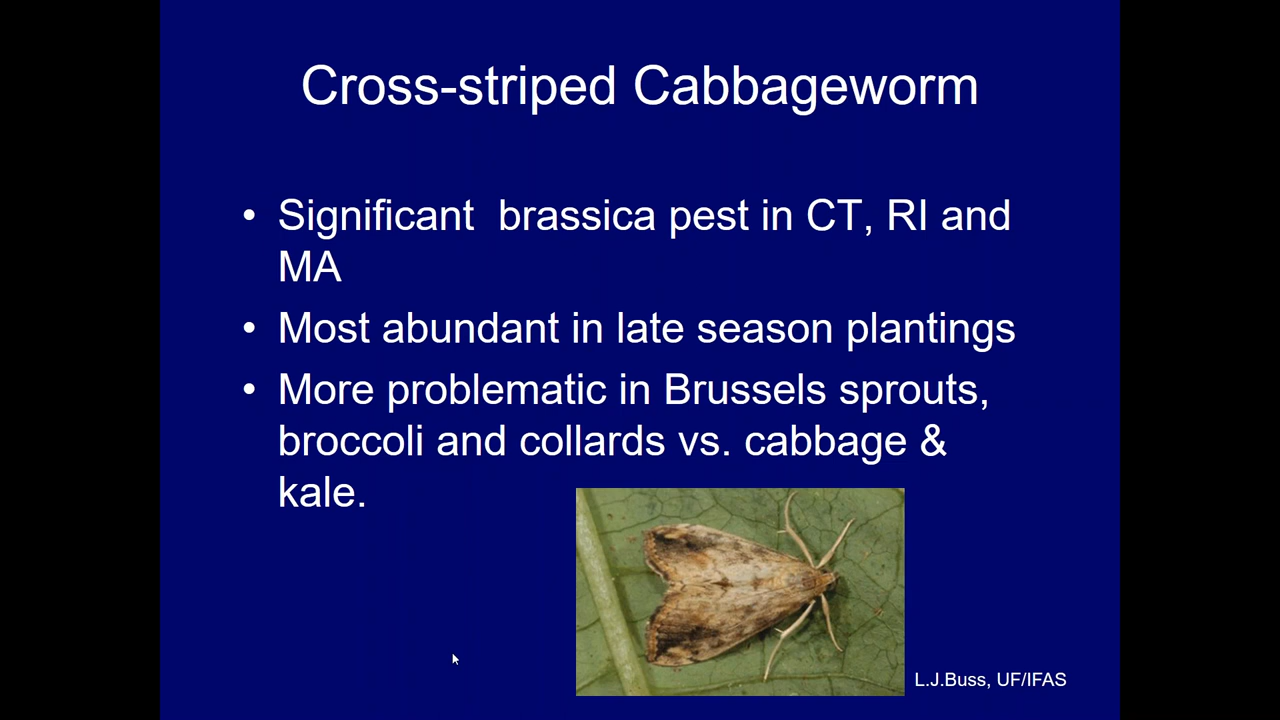 Cross-striped Cabbageworm
• Significant  brassica pest in CT, RI and
MA
• Most abundant in late season plantings
• More problematic in Brussels sprouts,
broccoli and collards vs. cabbage &
kale.
L.J.Buss, UF/IFAS